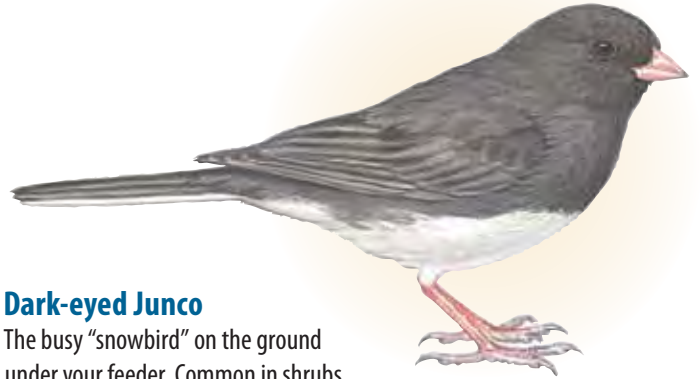 Dark-eyed Junco
The busy “snowbird” on the ground
under your feeder. Common in shrubs